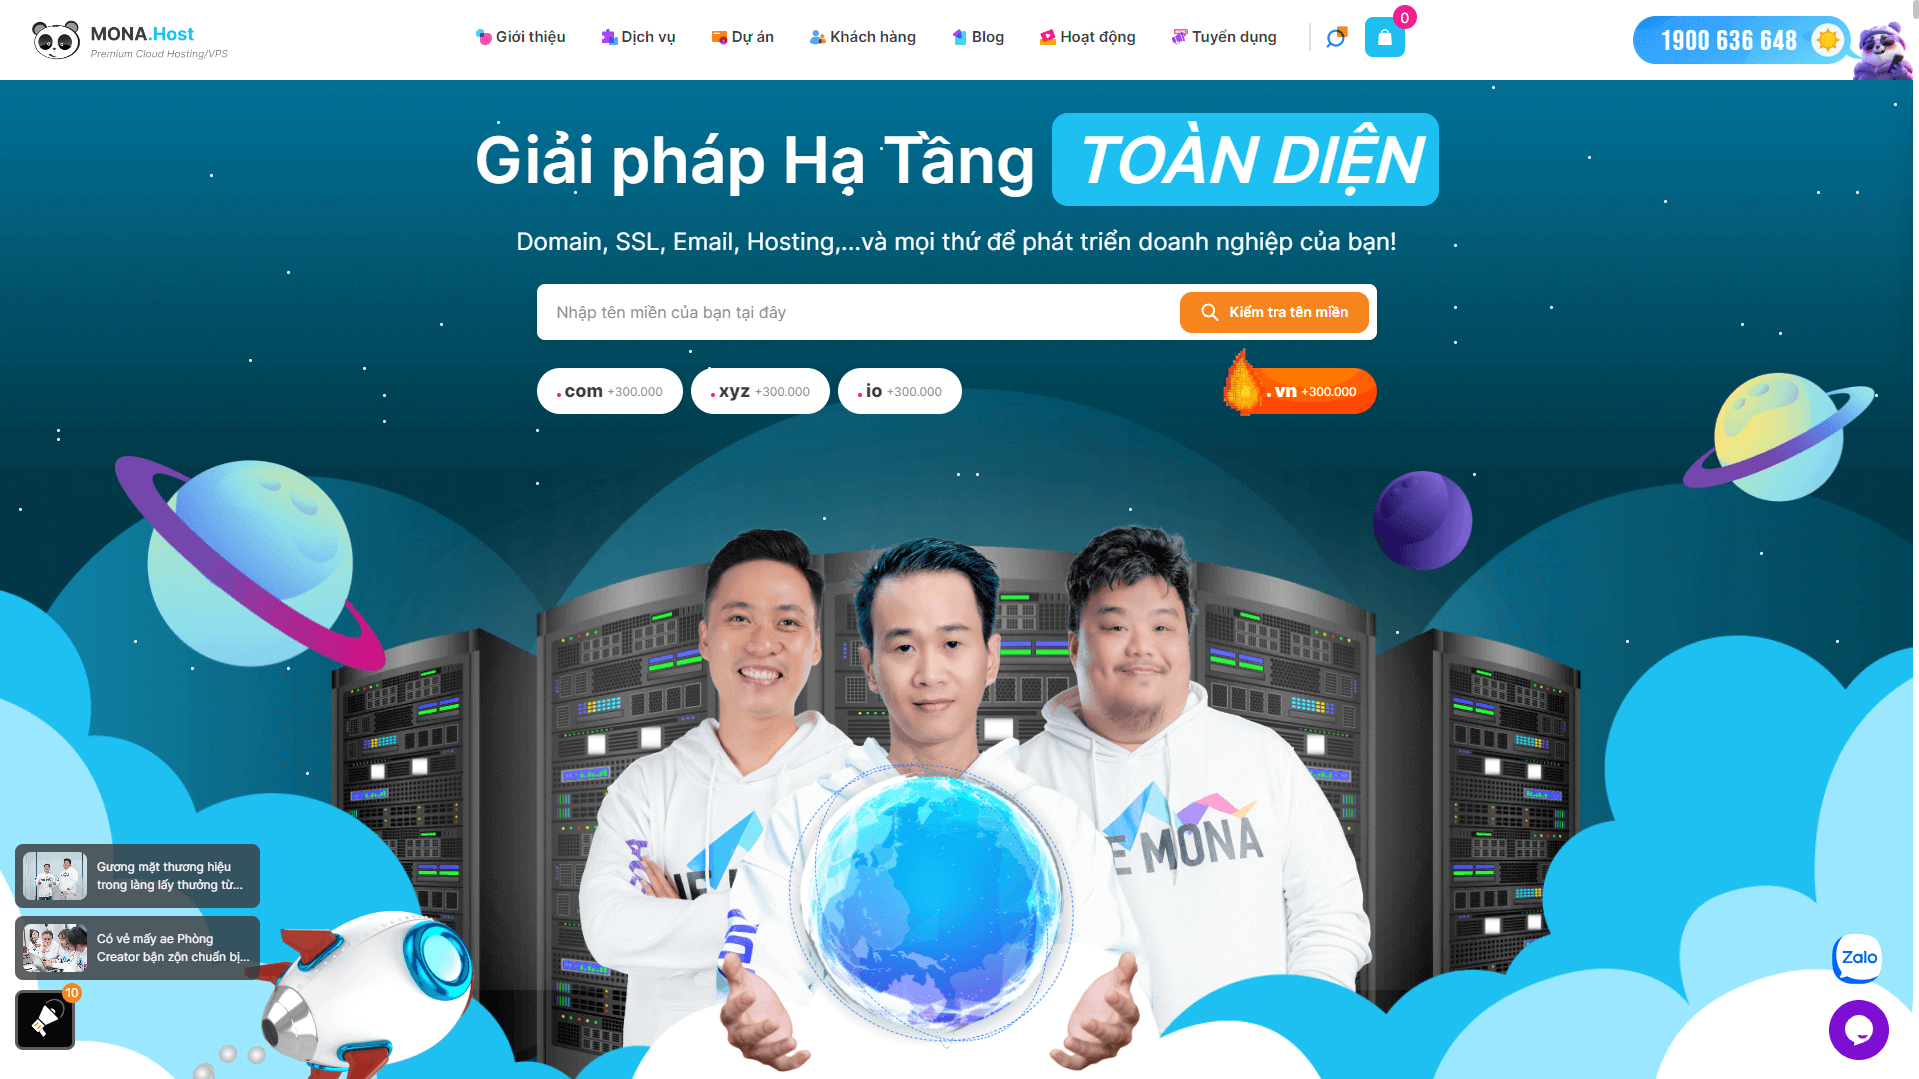 MONA.Host
Premium Cloud Hosting/VPS
Giới thiệu
Dịch vụ
Dự án
Khách hàng
Blog
Hoạt động
Tuyển dụng
0
1900 636 648
Giải pháp Hạ Tầng TOÀN DIỆN
Domain, SSL, Email, Hosting,...và mọi thứ để phát triển doanh nghiệp của bạn!
Nhập tên miền của bạn tại đây
Kiểm tra tên miền
.com +300.000
.xyz +300.000
.io +300.000
.vn +300.000
E MONA
Gương mặt thương hiệu
trong làng lấy thưởng từ...
Có vẻ mấy ae Phòng
Creator bận zộn chuẩn bị...
10
Zalo